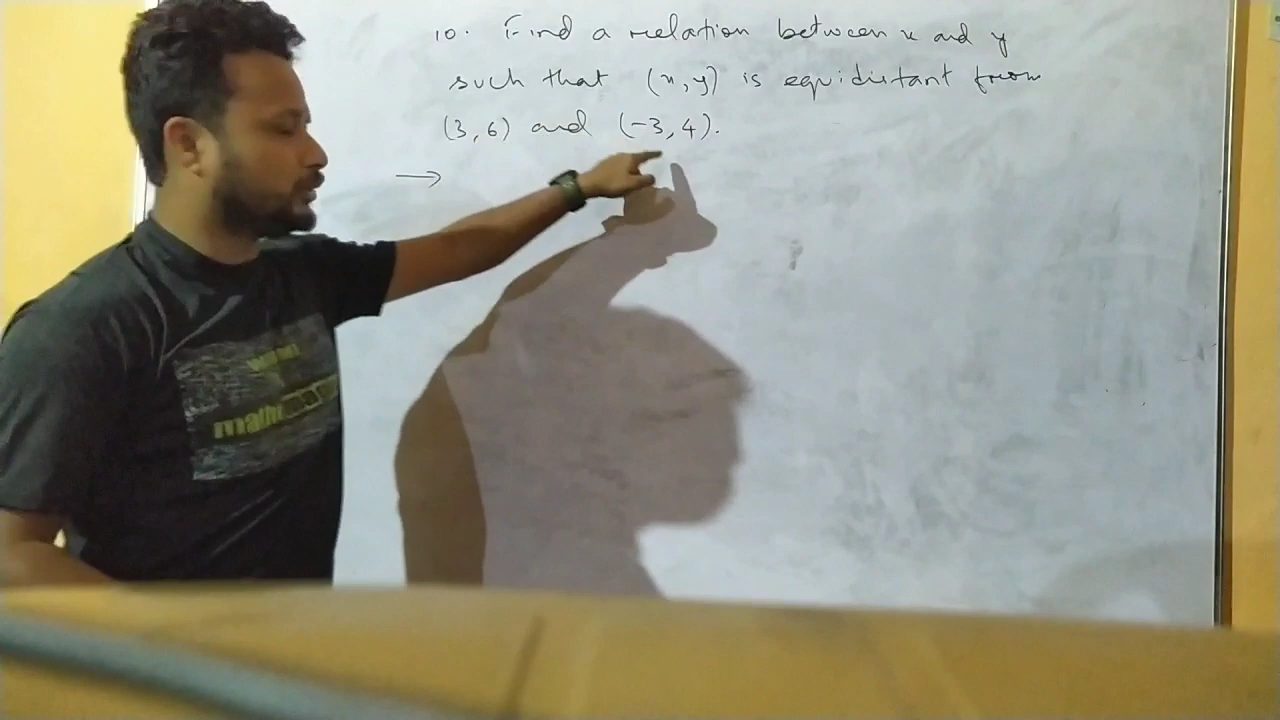 10. Find a relation between x and y
such that (x, y) is equidistant from
(3, 6) and (-3, 4).
→